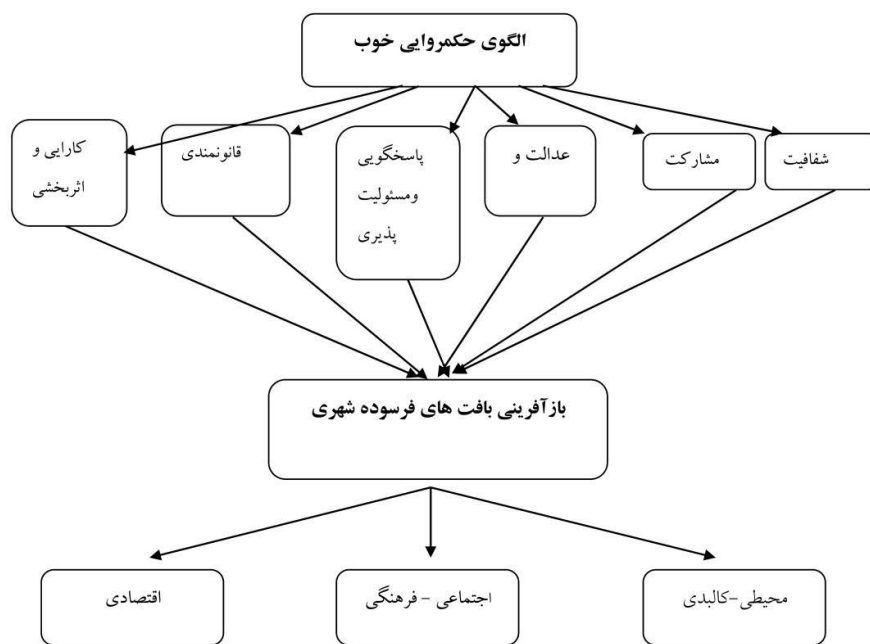 الگوی حکمروایی خوب
شفافیت
مشارکت
عدالت و
پاسخگویی
ومسئولیت
پذیری
قانونمندی
کارایی و
اثربخشی
بازآفرینی بافت های فرسوده شهری
محیطی-کالبدی
اجتماعی - فرهنگی
اقتصادی